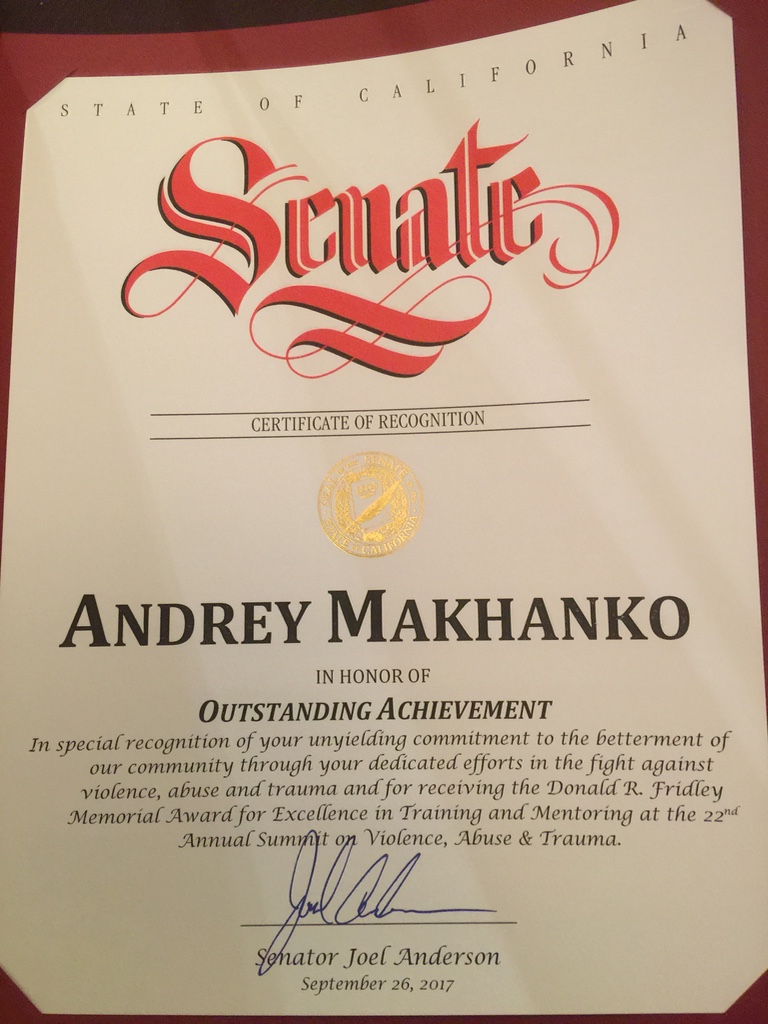 STATE OF CALIFORNIA
Senate
CERTIFICATE OF RECOGNITION
ANDREY MAKHANKO
IN HONOR OF
OUTSTANDING ACHIEVEMENT
In special recognition of your unyielding commitment to the betterment of
our community through your dedicated efforts in the fight against
violence, abuse and trauma and for receiving the Donald R. Fridley
Memorial Award for Excellence in Training and Mentoring at the 22nd
Annual Summit on Violence, Abuse & Trauma.
Senator Joel Anderson
September 26, 2017